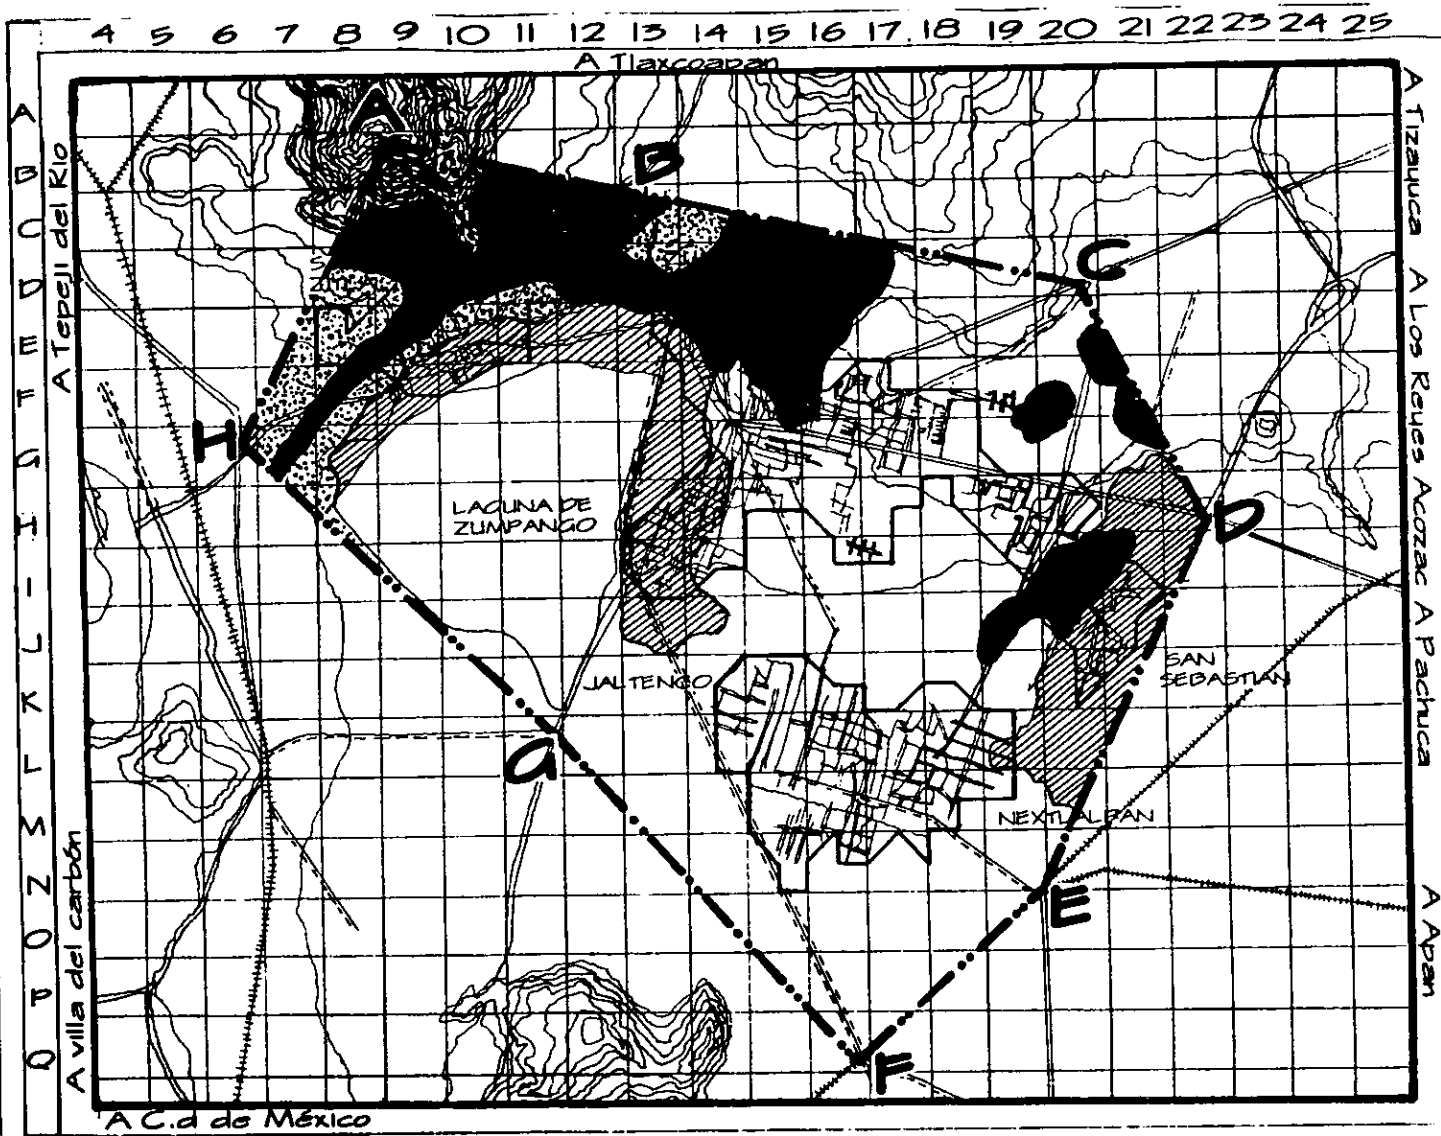 4 5 6 7 8 9 10 11 12 13 14 15 16 17. 18 19 20 21 22 23 24 25
A Tlaxcoapan
A
B
C
D
E
F
G
H
I
J
K
L
M
N
O
P
Q
A Tepeji del Río
A villa del carbón
A Tizayuca
A Los Reyes Acozac
A Pachuca
A Apan
A
B
C
D
H
LAGUNA DE
ZUMPANGO
JALTENCO
SAN
SEBASTIAN
G
NEXTLALPAN
E
F
A C.d de México